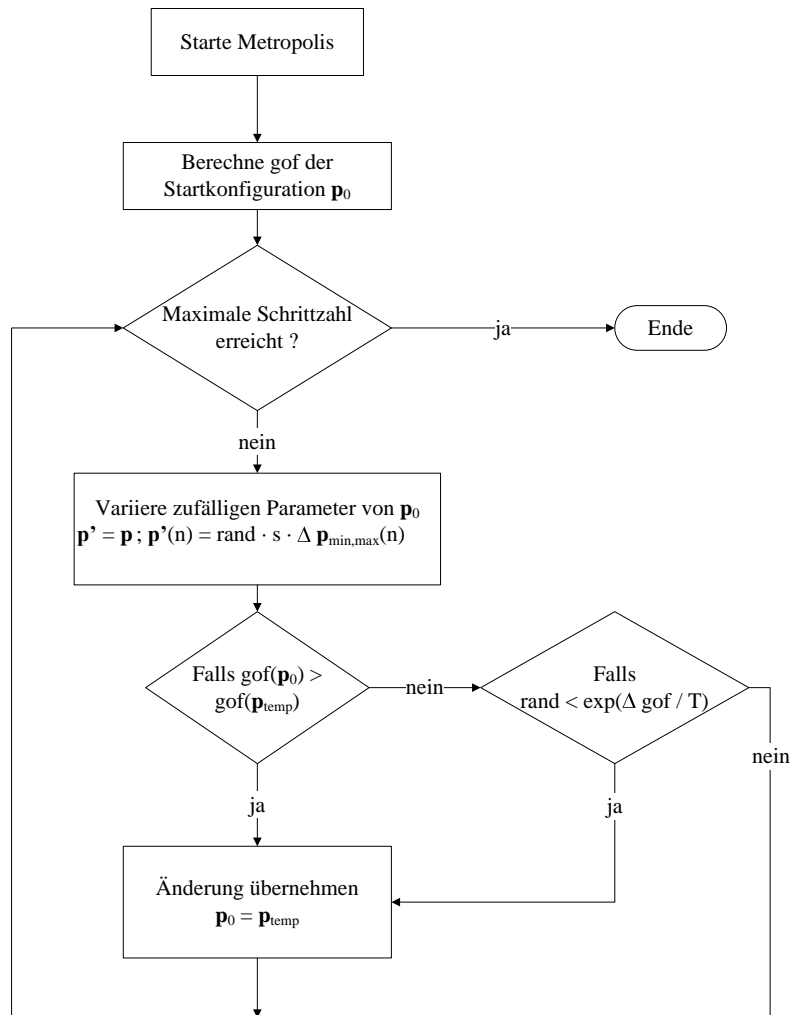 Starte Metropolis
Berechne gof der
Startkonfiguration p₀
Maximale Schrittzahl
erreicht ?
ja
Ende
nein
Variiere zufälligen Parameter von p₀
p’ = p ; p’(n) = rand · s · Δ pmin,max(n)
Falls gof(p₀) >
gof(ptemp)
nein
Falls
rand < exp(Δ gof / T)
nein
ja
ja
Änderung übernehmen
p₀ = ptemp